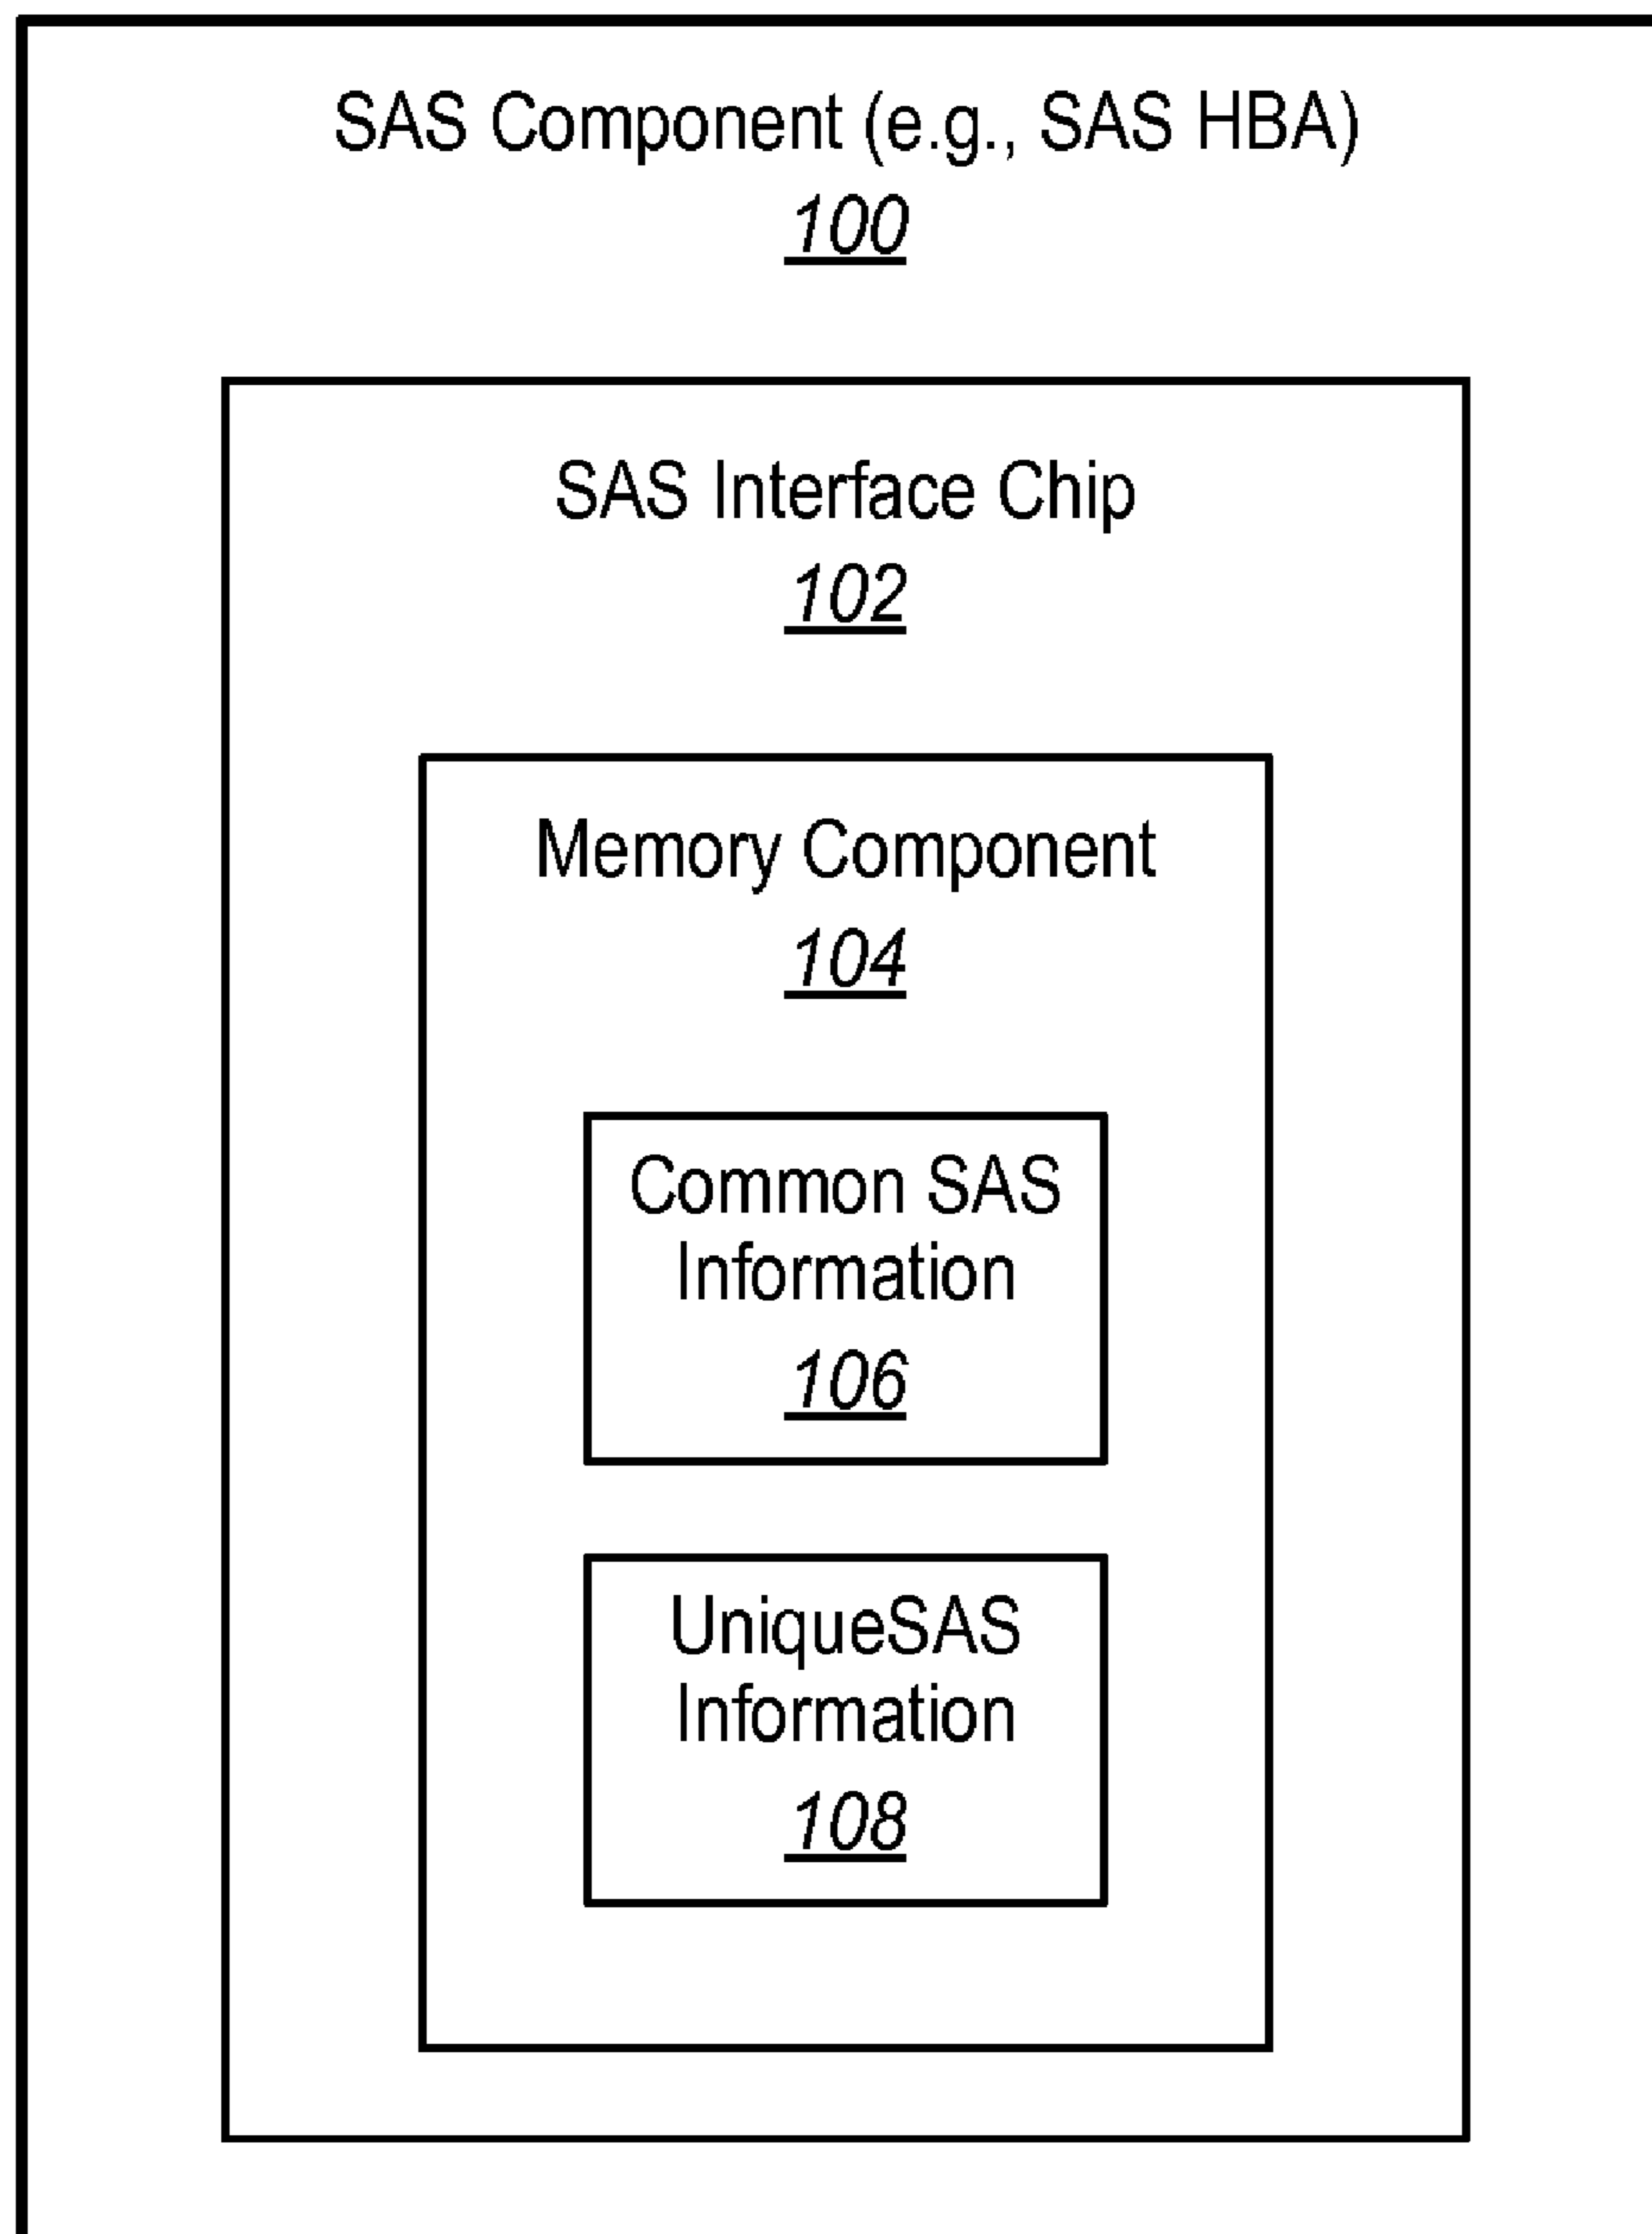 SAS Component (e.g., SAS HBA)
100
SAS Interface Chip
102
Memory Component
104
Common SAS
Information
106
UniqueSAS
Information
108